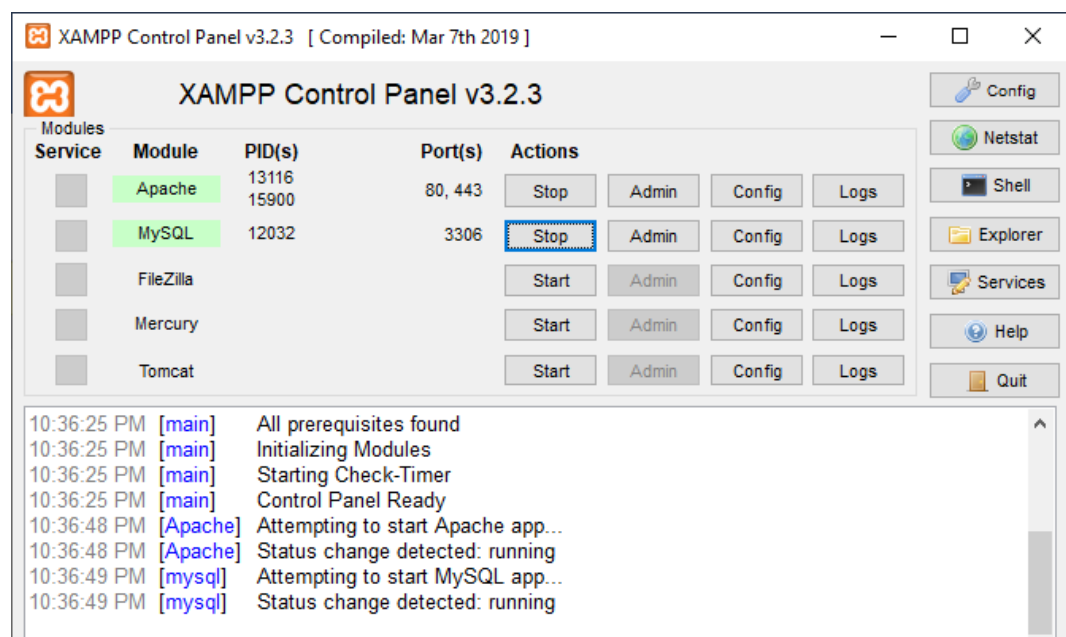 XAMPP Control Panel v3.2.3 [ Compiled: Mar 7th 2019 ]
XAMPP Control Panel v3.2.3
Config
Modules
Netstat
Service Module PID(s) Port(s) Actions
Apache 13116 15900 80, 443 Stop Admin Config Logs
Shell
MySQL 12032 3306 Stop Admin Config Logs
Explorer
FileZilla Start Admin Config Logs
Services
Mercury Start Admin Config Logs
Help
Tomcat Start Admin Config Logs
Quit
10:36:25 PM [main] All prerequisites found
10:36:25 PM [main] Initializing Modules
10:36:25 PM [main] Starting Check-Timer
10:36:25 PM [main] Control Panel Ready
10:36:48 PM [Apache] Attempting to start Apache app...
10:36:48 PM [Apache] Status change detected: running
10:36:49 PM [mysql] Attempting to start MySQL app...
10:36:49 PM [mysql] Status change detected: running